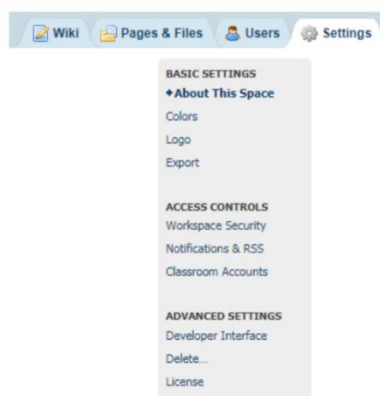 Wiki Pages & Files Users Settings
BASIC SETTINGS
About This Space
Colors
Logo
Export
ACCESS CONTROLS
Workspace Security
Notifications & RSS
Classroom Accounts
ADVANCED SETTINGS
Developer Interface
Delete...
License